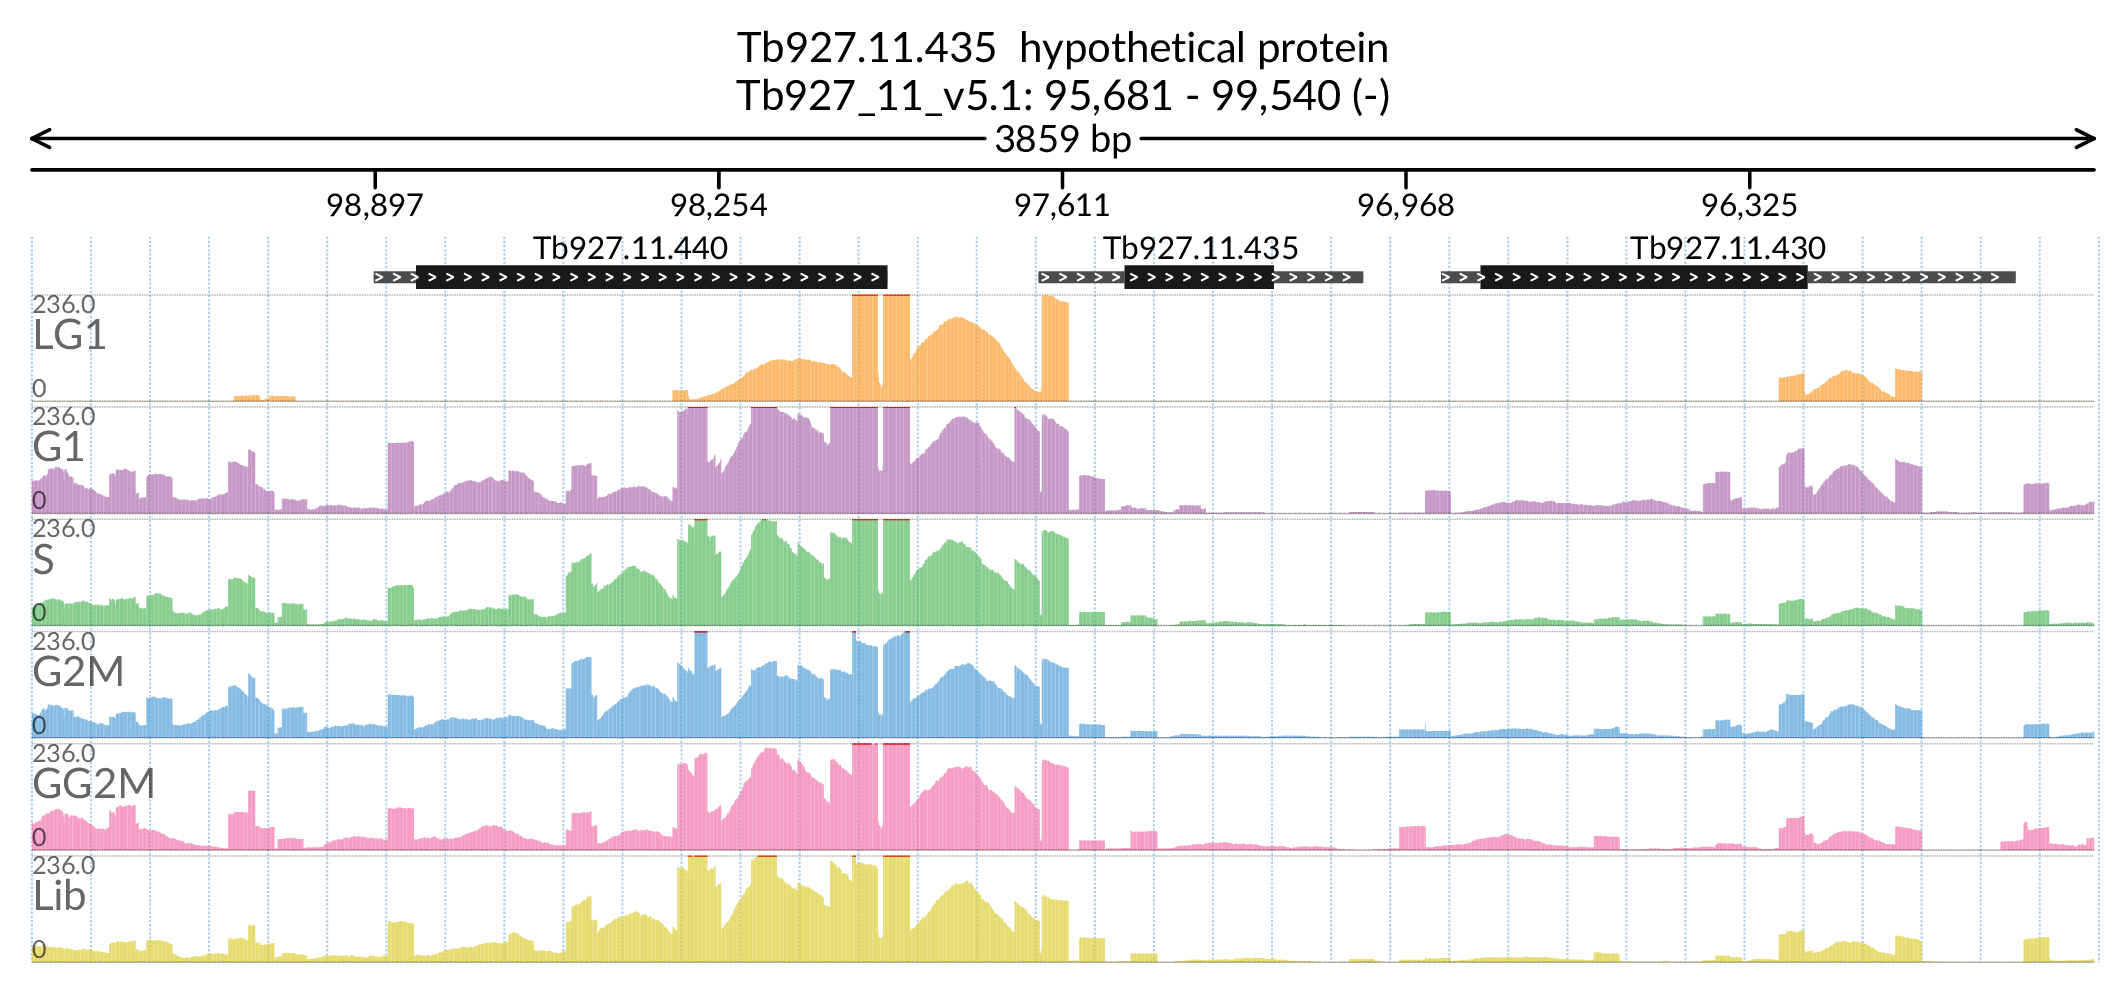 Tb927.11.435  hypothetical protein
Tb927_11_v5.1: 95,681 - 99,540 (-)
3859 bp
98,897 98,254 97,611 96,968 96,325
Tb927.11.440 Tb927.11.435 Tb927.11.430
236.0
LG1
0
236.0
G1
0
236.0
S
0
236.0
G2M
0
236.0
GG2M
0
236.0
Lib
0